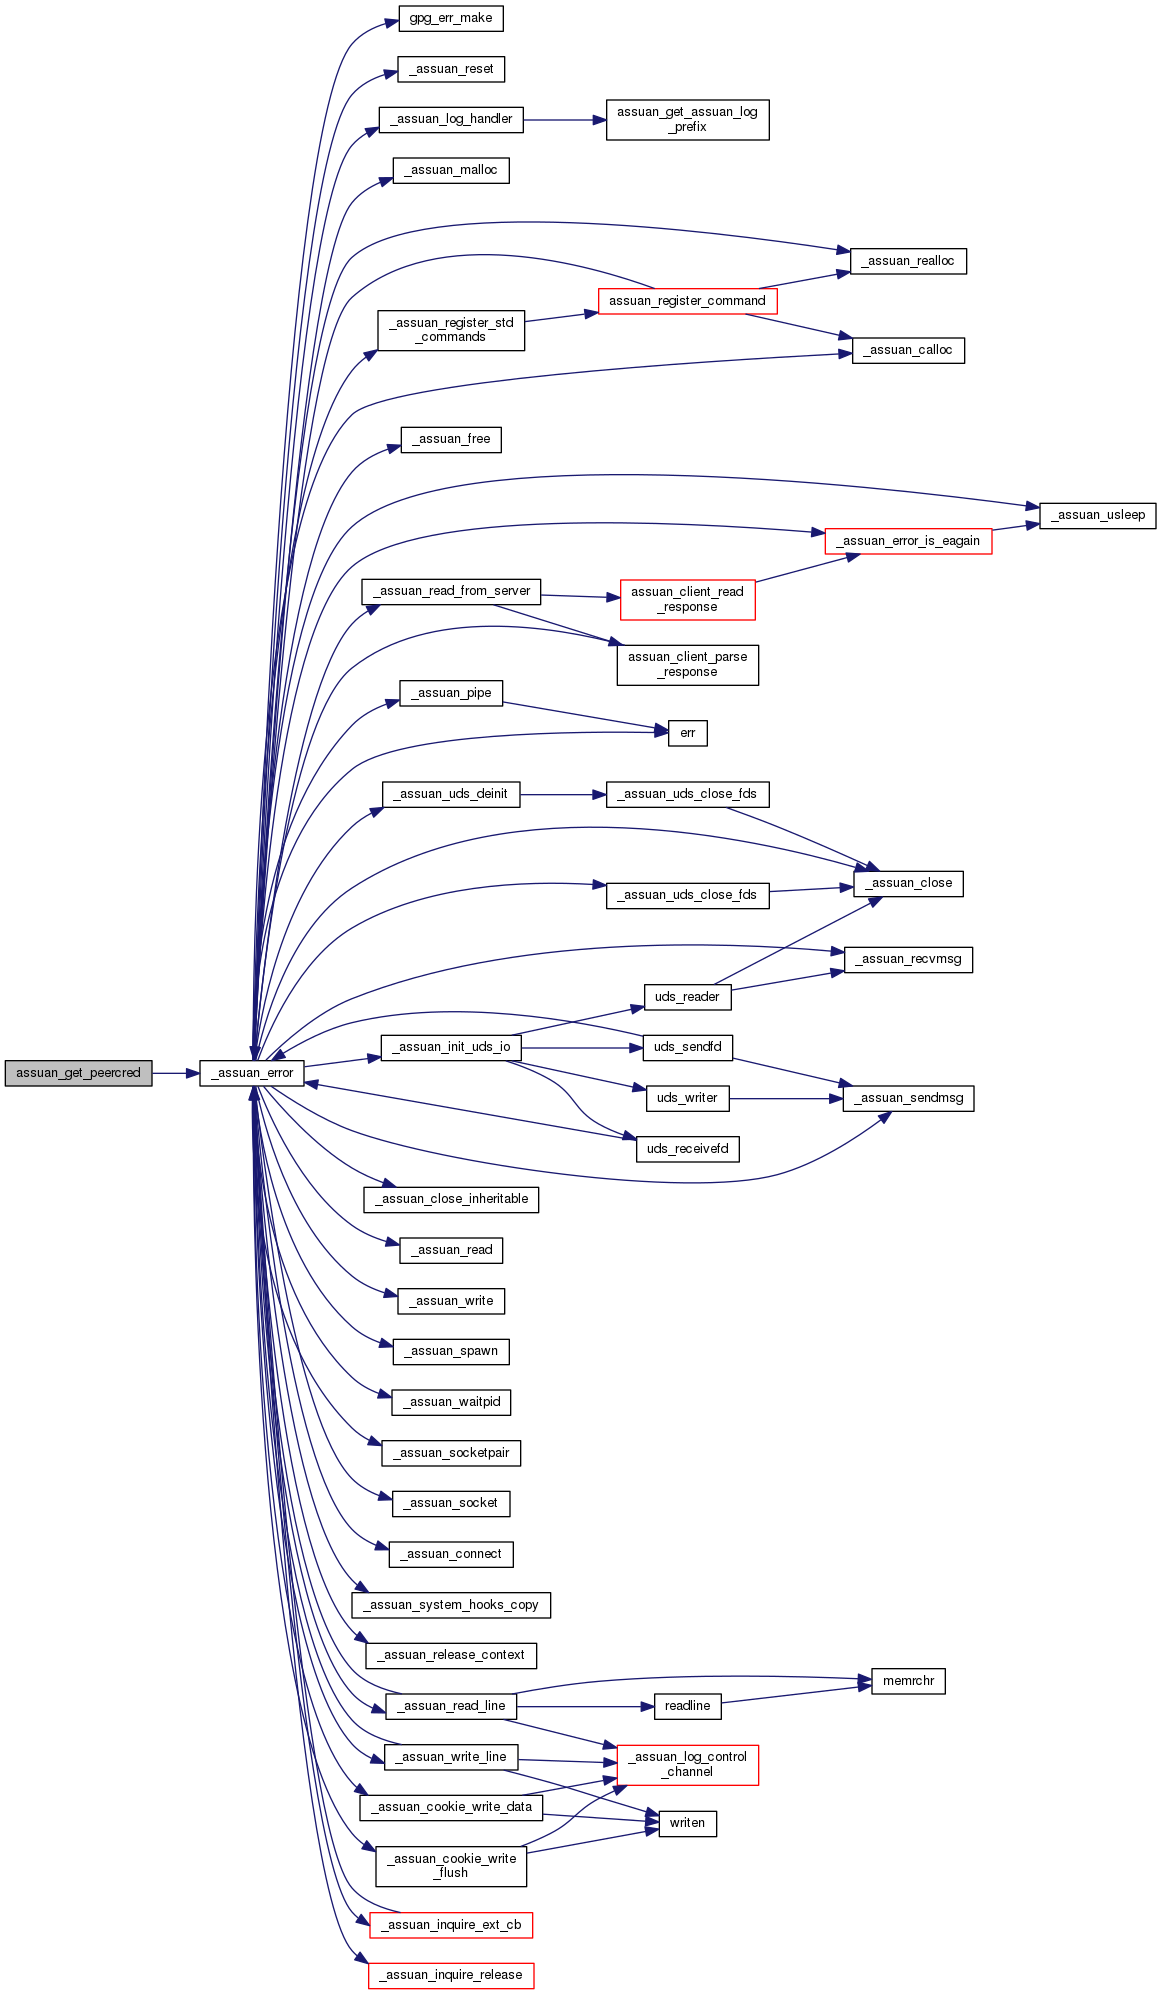 gpg_err_make
_assuan_reset
_assuan_log_handler
assuan_get_assuan_log
_prefix
_assuan_malloc
_assuan_realloc
assuan_register_command
_assuan_register_std
_commands
_assuan_calloc
_assuan_free
_assuan_usleep
_assuan_error_is_eagain
_assuan_read_from_server
assuan_client_read
_response
assuan_client_parse
_response
_assuan_pipe
err
_assuan_uds_deinit
_assuan_uds_close_fds
_assuan_close
_assuan_uds_close_fds
_assuan_recvmsg
uds_reader
_assuan_init_uds_io
uds_sendfd
assuan_get_peercred
_assuan_error
uds_writer
_assuan_sendmsg
uds_receivefd
_assuan_close_inheritable
_assuan_read
_assuan_write
_assuan_spawn
_assuan_waitpid
_assuan_socketpair
_assuan_socket
_assuan_connect
_assuan_system_hooks_copy
_assuan_release_context
memrchr
_assuan_read_line
readline
_assuan_write_line
_assuan_log_control
_channel
_assuan_cookie_write_data
writen
_assuan_cookie_write
_flush
_assuan_inquire_ext_cb
_assuan_inquire_release